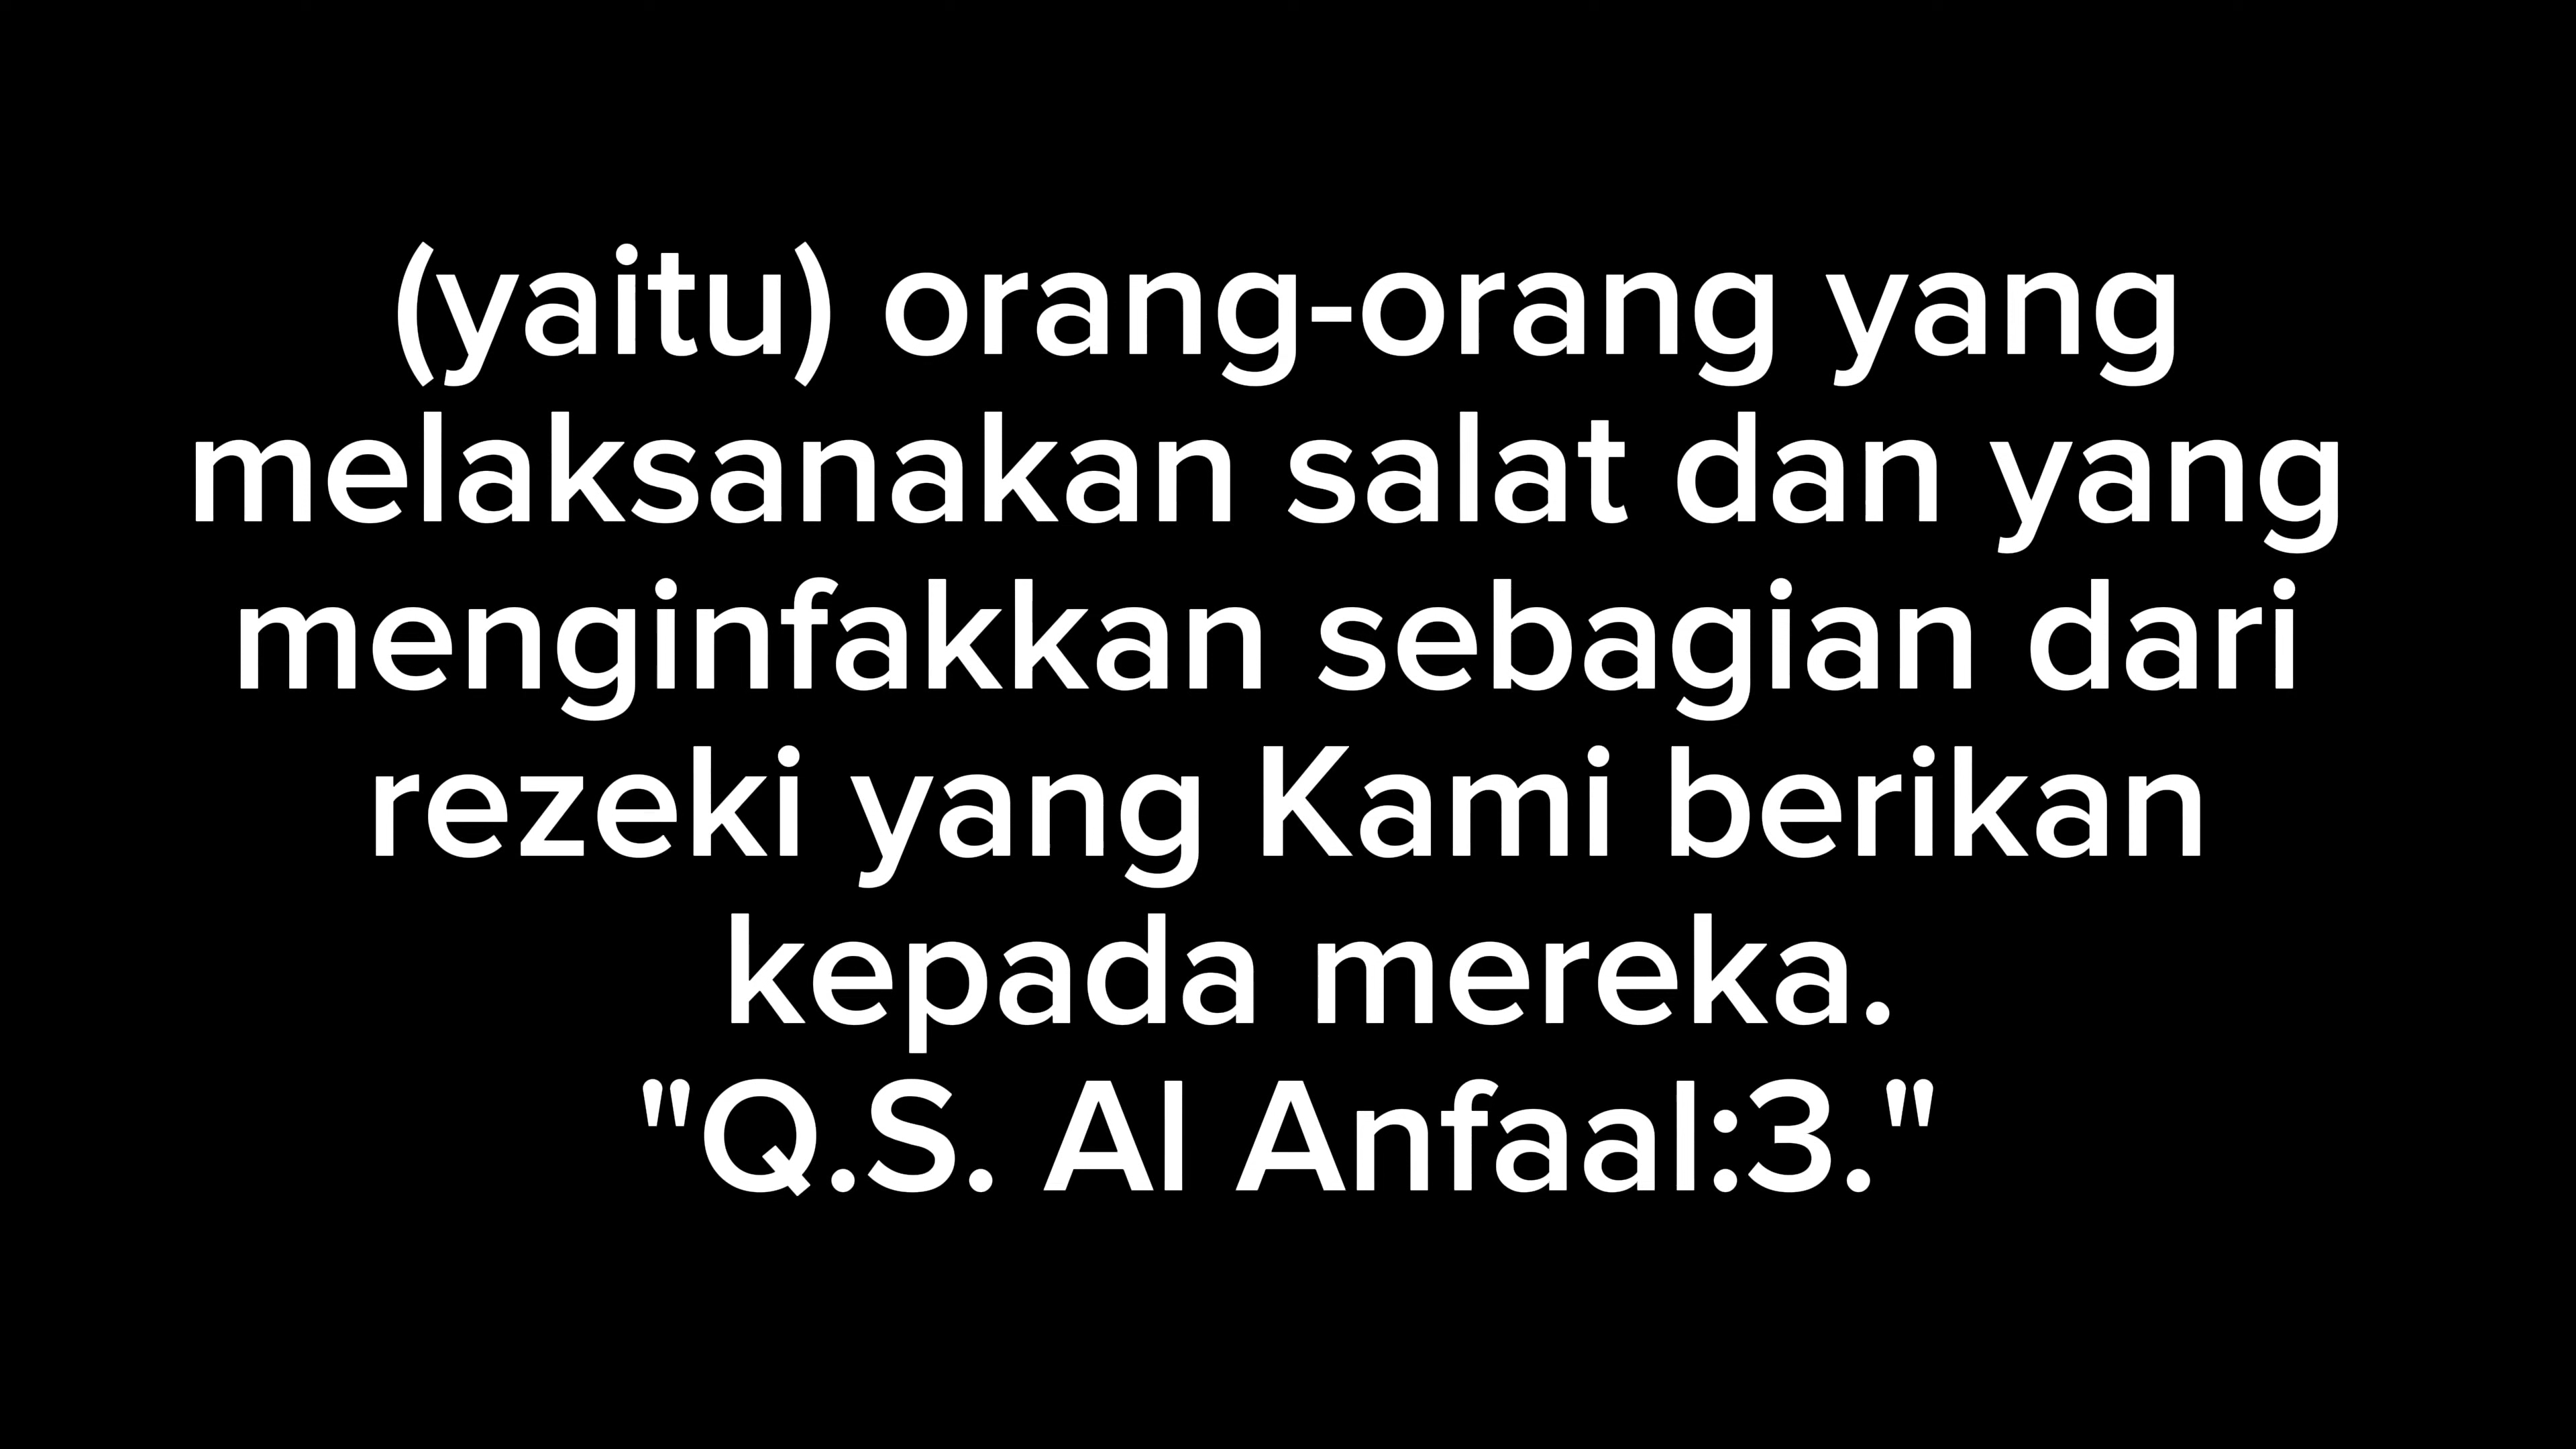 (yaitu) orang-orang yang
melaksanakan salat dan yang
menginfakkan sebagian dari
rezeki yang Kami berikan
kepada mereka.
"Q.S. Al Anfaal:3."